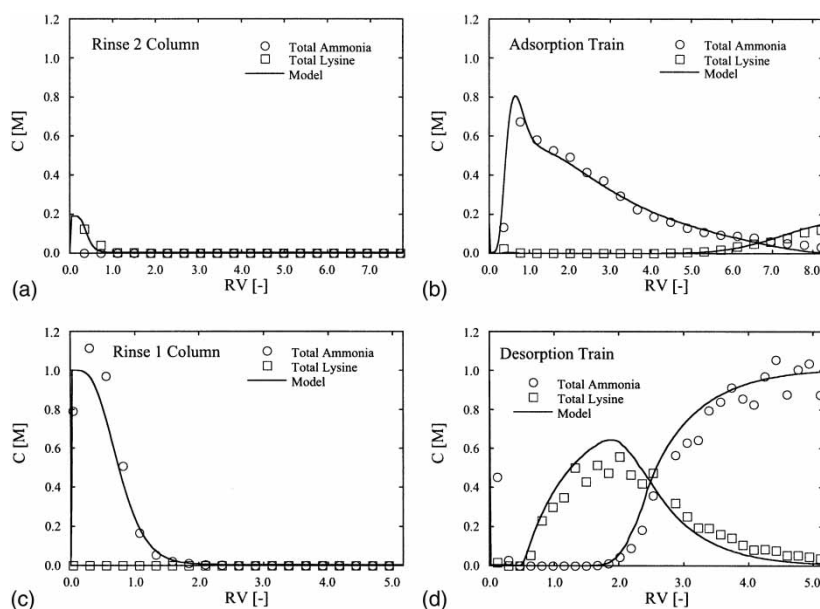 Rinse 2 Column
Total Ammonia
Total Lysine
Model
C [M]
1.2
1.0
0.8
0.6
0.4
0.2
0.0
0.0 1.0 2.0 3.0 4.0 5.0 6.0 7.0
RV [-]
(a)
Adsorption Train
Total Ammonia
Total Lysine
Model
C [M]
1.2
1.0
0.8
0.6
0.4
0.2
0.0
0.0 1.0 2.0 3.0 4.0 5.0 6.0 7.0 8.0
RV [-]
(b)
Rinse 1 Column
Total Ammonia
Total Lysine
Model
C [M]
1.2
1.0
0.8
0.6
0.4
0.2
0.0
0.0 1.0 2.0 3.0 4.0 5.0
RV [-]
(c)
Desorption Train
Total Ammonia
Total Lysine
Model
C [M]
1.2
1.0
0.8
0.6
0.4
0.2
0.0
0.0 1.0 2.0 3.0 4.0 5.0
RV [-]
(d)